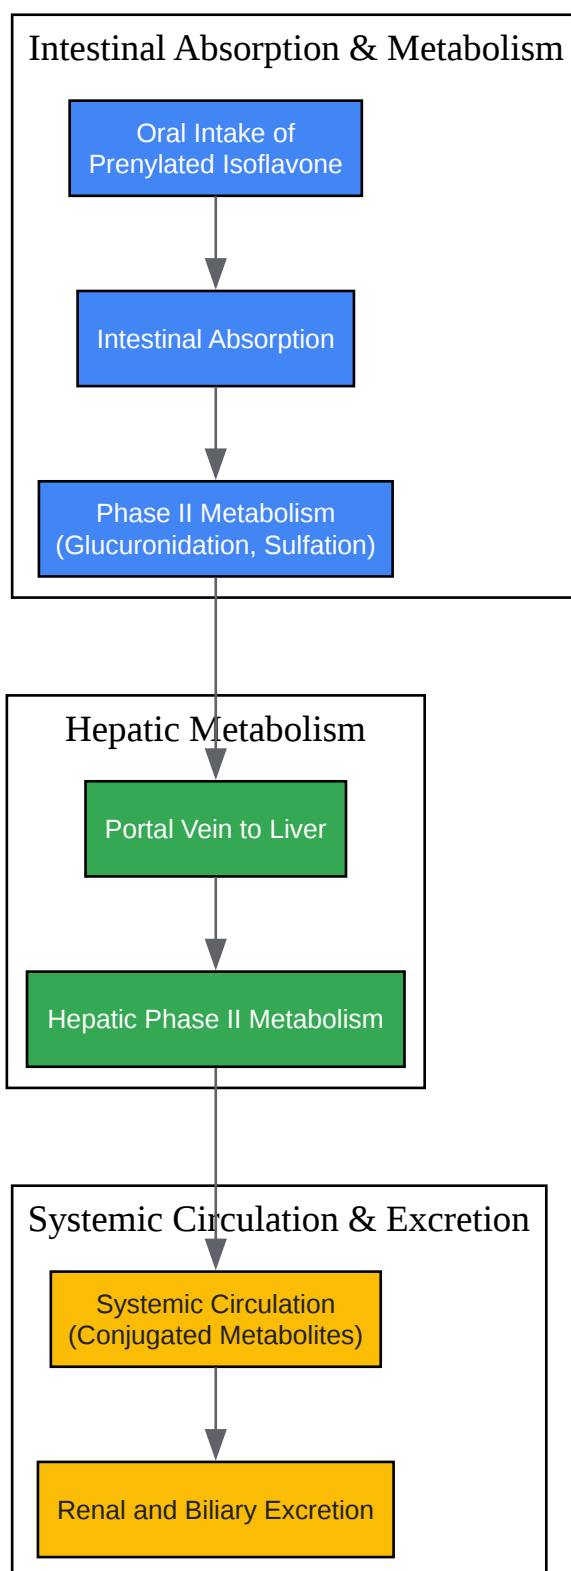 Intestinal Absorption & Metabolism
Oral Intake of
Prenylated Isoflavone
Intestinal Absorption
Phase II Metabolism
(Glucuronidation, Sulfation)
Hepatic Metabolism
Portal Vein to Liver
Hepatic Phase II Metabolism
Systemic Circulation & Excretion
Systemic Circulation
(Conjugated Metabolites)
Renal and Biliary Excretion